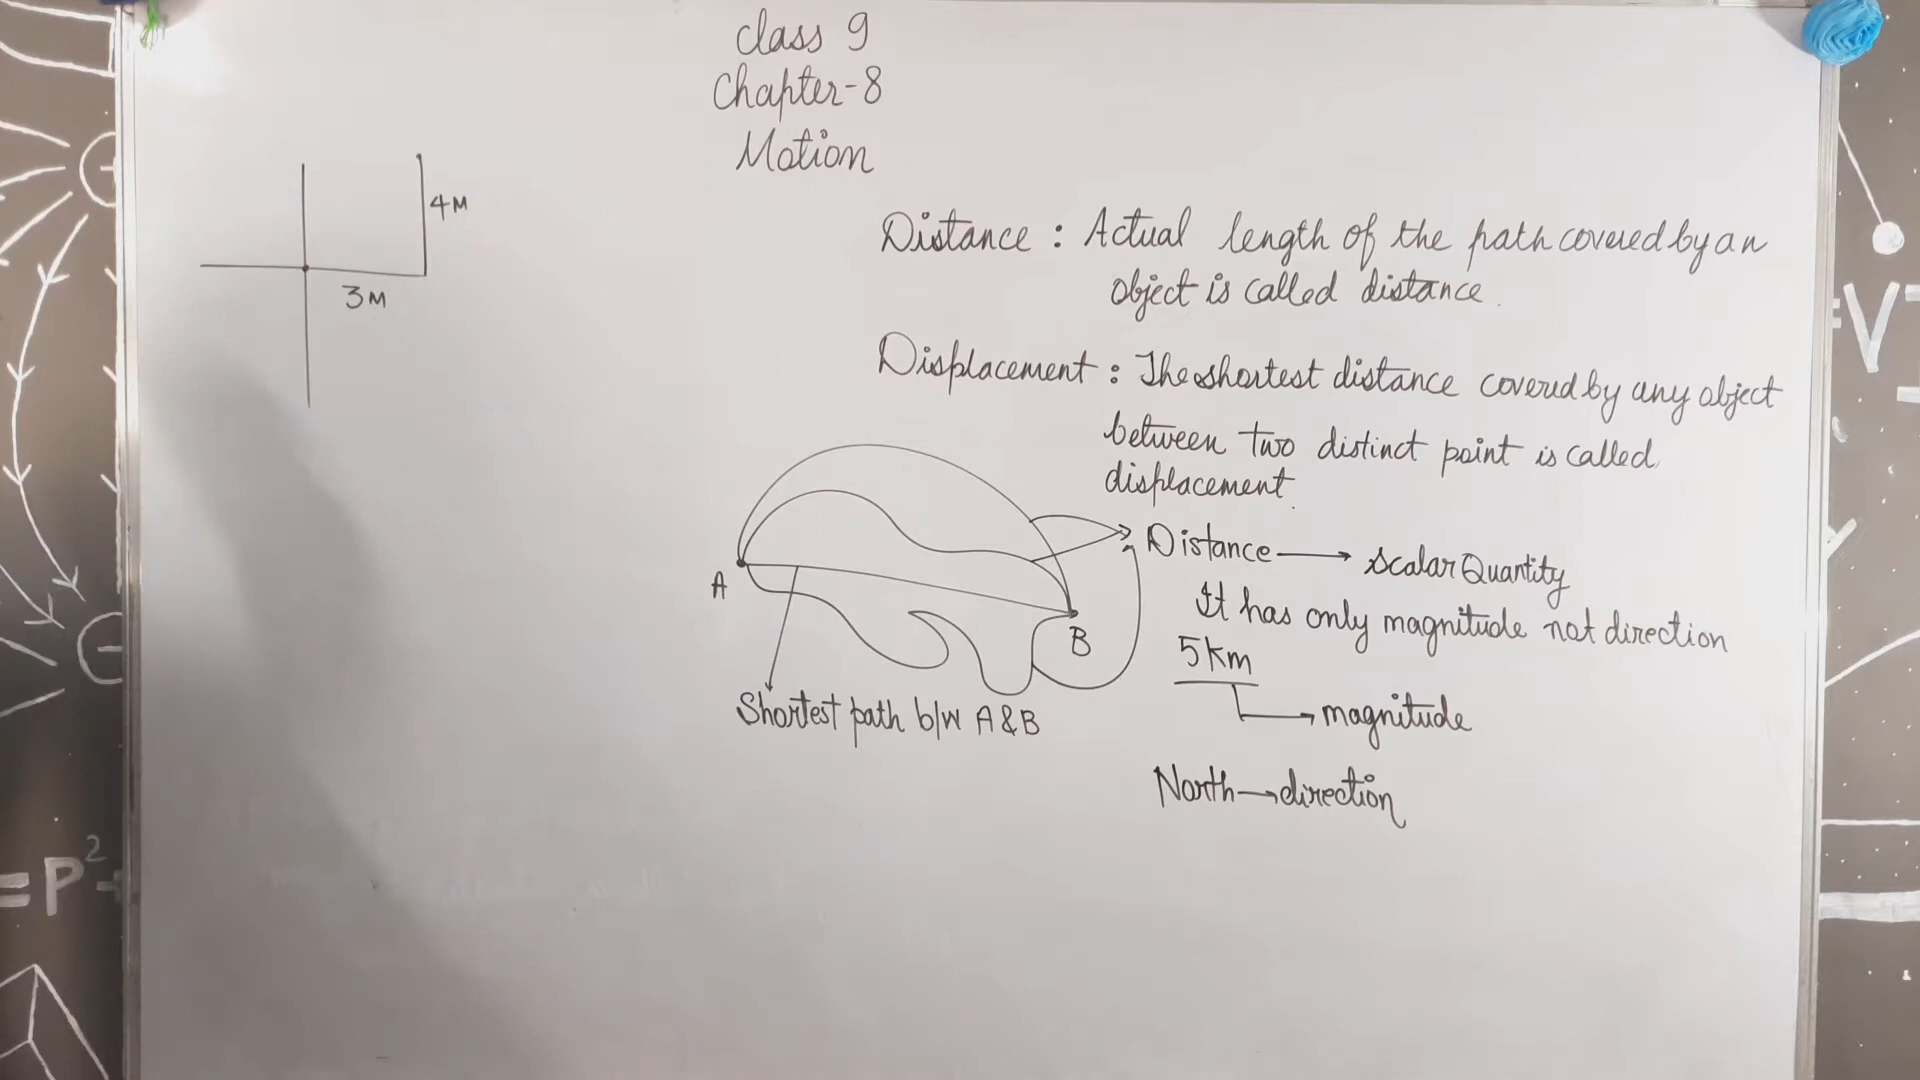 class 9
Chapter-8
Motion
4M
3M
Distance : Actual length of the path covered by an
object is called distance.
Displacement : The shortest distance covered by any object
between two distinct point is called
displacement.
Distance → scalar Quantity
It has only magnitude not direction
A
B
5km
Shortest path b/w A & B
→ magnitude
North → direction
=V
=P²+